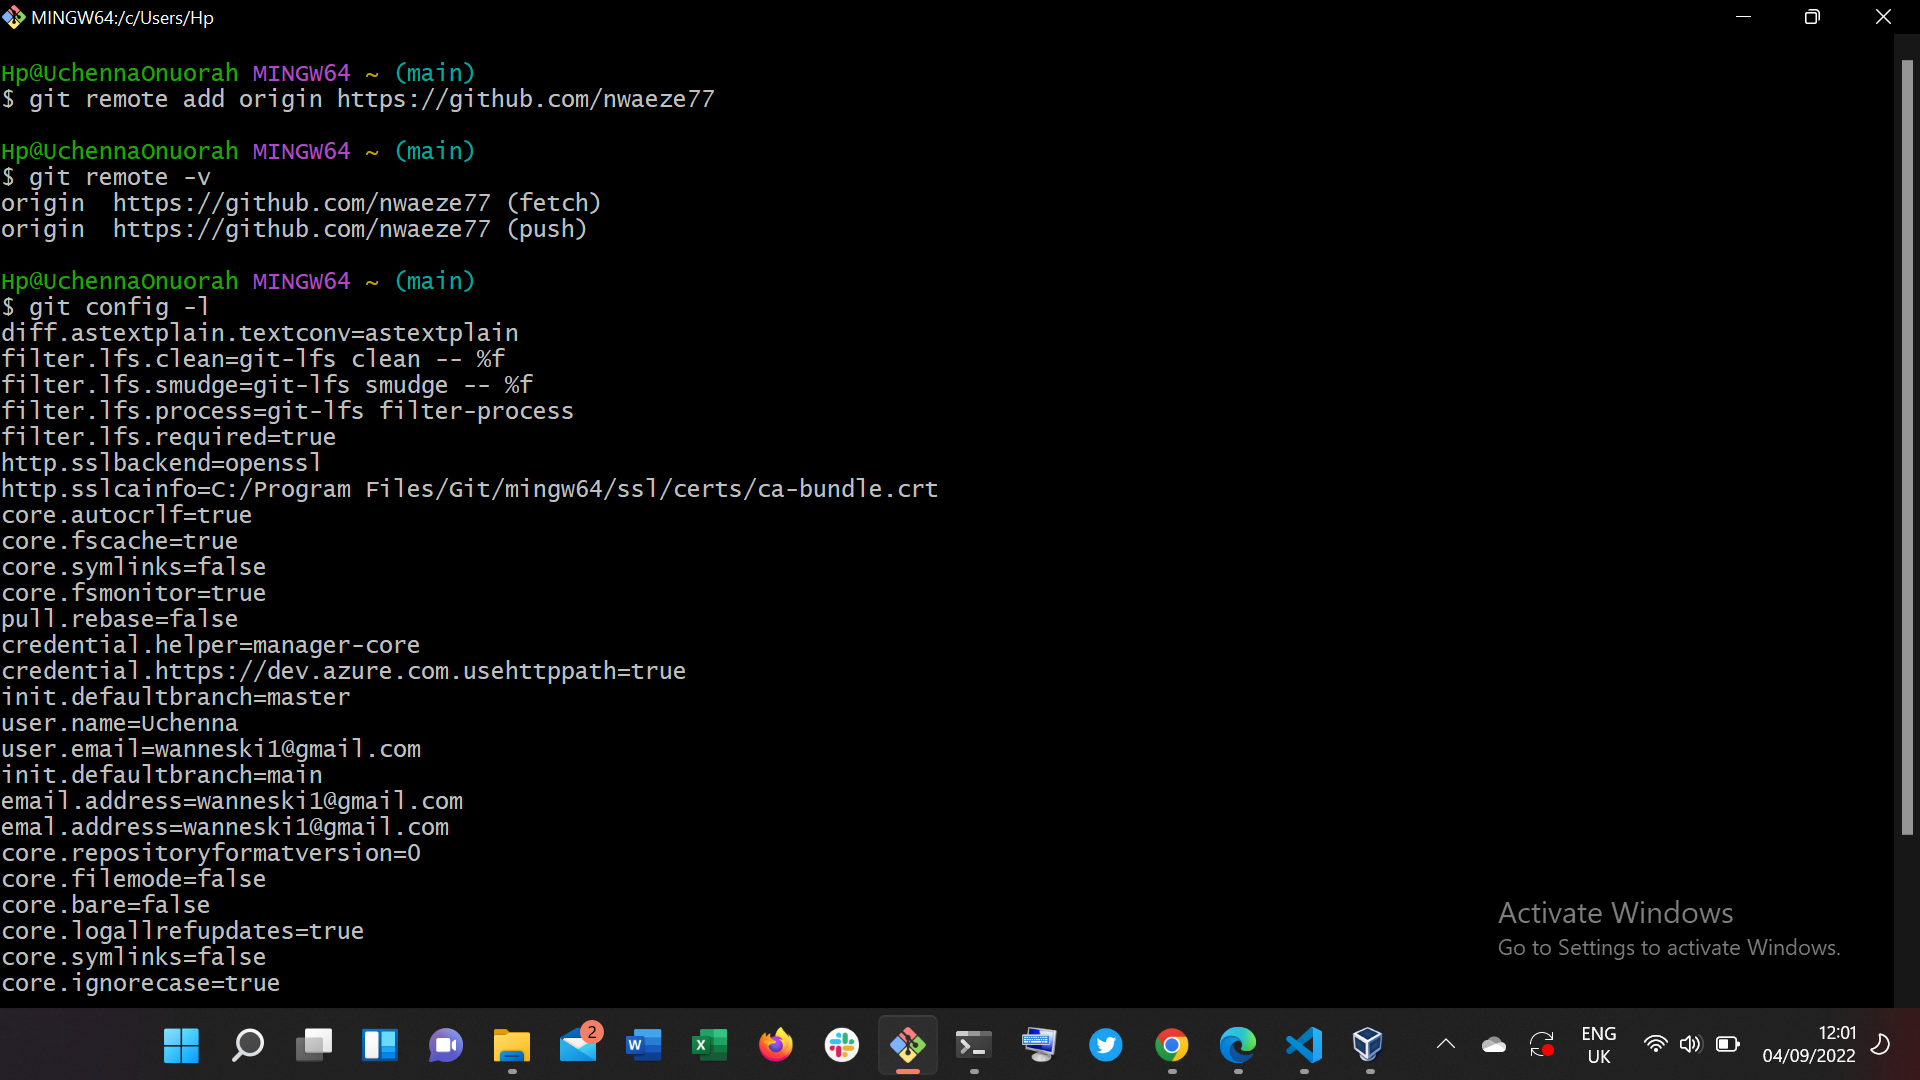 MINGW64:/c/Users/Hp
Hp@UchennaOnuorah MINGW64 ~ (main)
$ git remote add origin https://github.com/nwaeze77
Hp@UchennaOnuorah MINGW64 ~ (main)
$ git remote -v
origin  https://github.com/nwaeze77 (fetch)
origin  https://github.com/nwaeze77 (push)
Hp@UchennaOnuorah MINGW64 ~ (main)
$ git config -l
diff.astextplain.textconv=astextplain
filter.lfs.clean=git-lfs clean -- %f
filter.lfs.smudge=git-lfs smudge -- %f
filter.lfs.process=git-lfs filter-process
filter.lfs.required=true
http.sslbackend=openssl
http.sslcainfo=C:/Program Files/Git/mingw64/ssl/certs/ca-bundle.crt
core.autocrlf=true
core.fscache=true
core.symlinks=false
core.fsmonitor=true
pull.rebase=false
credential.helper=manager-core
credential.https://dev.azure.com.usehttppath=true
init.defaultbranch=master
user.name=Uchenna
user.email=wanneski1@gmail.com
init.defaultbranch=main
email.address=wanneski1@gmail.com
emal.address=wanneski1@gmail.com
core.repositoryformatversion=0
core.filemode=false
core.bare=false
core.logallrefupdates=true
core.symlinks=false
core.ignorecase=true
Activate Windows
Go to Settings to activate Windows.
2
W
X
ENG
UK
12:01
04/09/2022